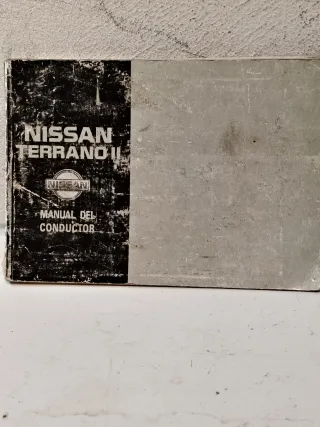 NISSAN
TERRANO II
NISSAN
MANUAL DEL
CONDUCTOR